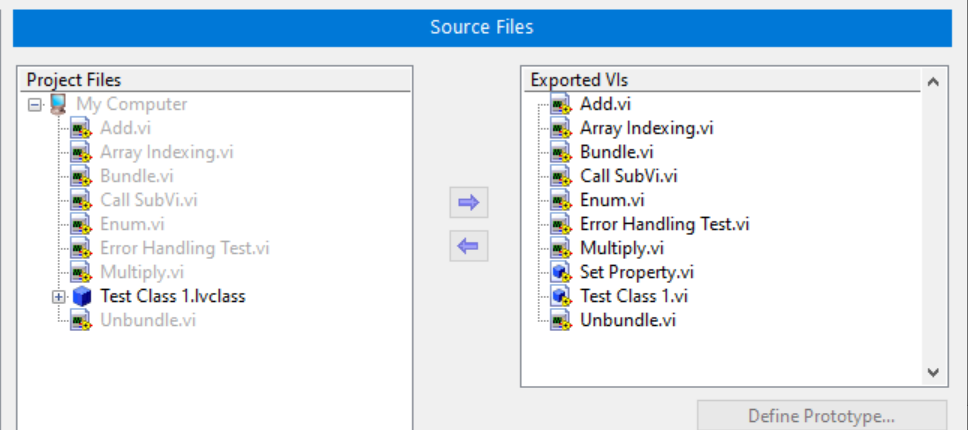 Source Files
Project Files
My Computer
Add.vi
Array Indexing.vi
Bundle.vi
Call SubVi.vi
Enum.vi
Error Handling Test.vi
Multiply.vi
Test Class 1.lvclass
Unbundle.vi
Exported VIs
Add.vi
Array Indexing.vi
Bundle.vi
Call SubVi.vi
Enum.vi
Error Handling Test.vi
Multiply.vi
Set Property.vi
Test Class 1.vi
Unbundle.vi
Define Prototype...